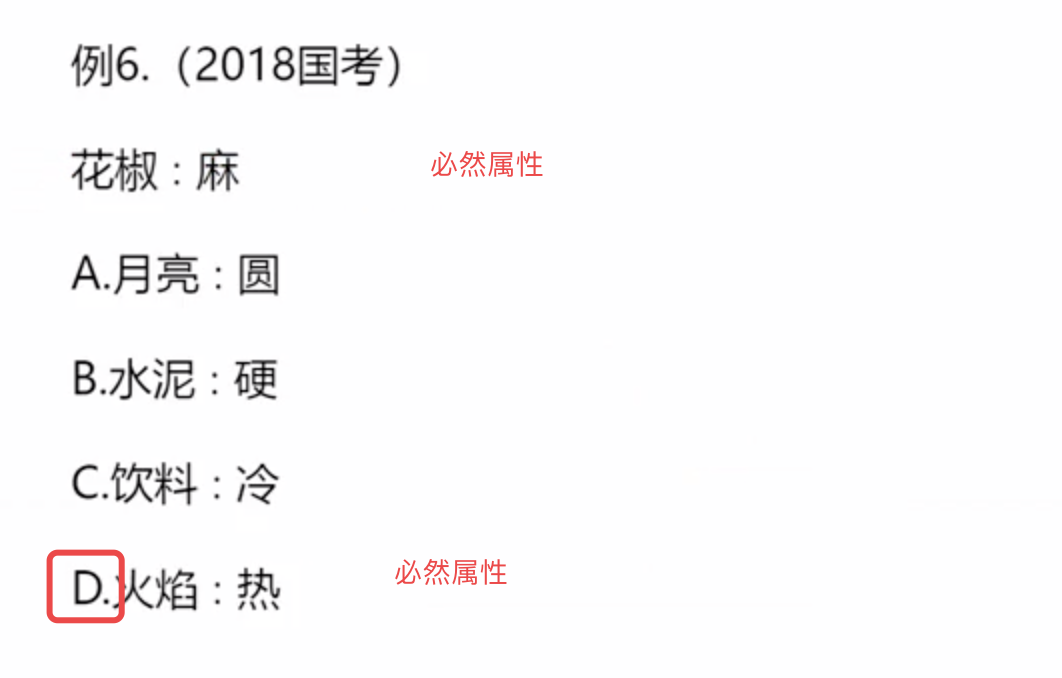 例6.（2018国考）
花椒：麻 必然属性
A.月亮：圆
B.水泥：硬
C.饮料：冷
D.火焰：热 必然属性